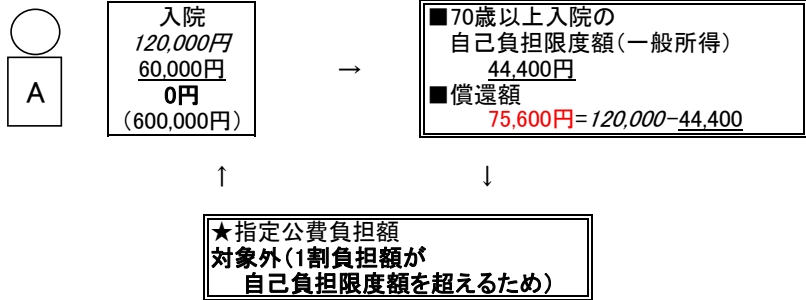 A
入院
120,000円
60,000円
0円
(600,000円)
→
■70歳以上入院の
自己負担限度額(一般所得)
44,400円
■償還額
75,600円=120,000-44,400
↑
↓
★指定公費負担額
対象外(1割負担額が
自己負担限度額を超えるため)